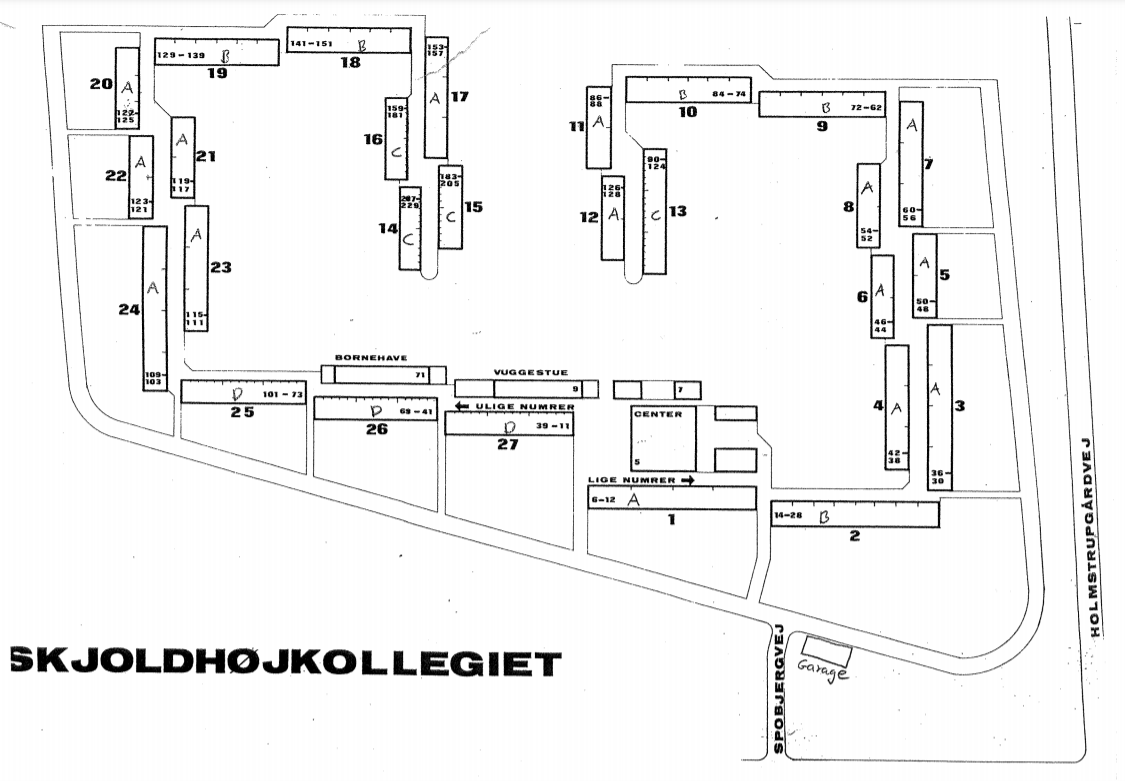 129-139 B
19
141-151 B
18
153-
157
A
17
20
A
127-
125
159-
181
C
16
A
119-
117
21
22
A
123-
121
183-
205
C
15
207-
229
C
14
A
115-
111
23
24
A
109-
103
86-
88
A
11
B 84-74
10
B 72-62
9
A
60-
56
7
90-
124
C
13
126-
128
A
12
A
54-
52
8
A
50-
48
5
A
46-
44
6
A
42-
38
4
A
36-
30
3
BORNEHAVE
71
VUGGESTUE
9
7
D 101-73
25
D 69-41
26
← ULIGE NUMRER
D 39-11
27
CENTER
5
LIGE NUMRER →
6-12 A
1
14-28 B
2
HOLMSTRUPGÅRDVEJ
SKJOLDHØJKOLLEGIET
SPOBJERGVEJ
Garage